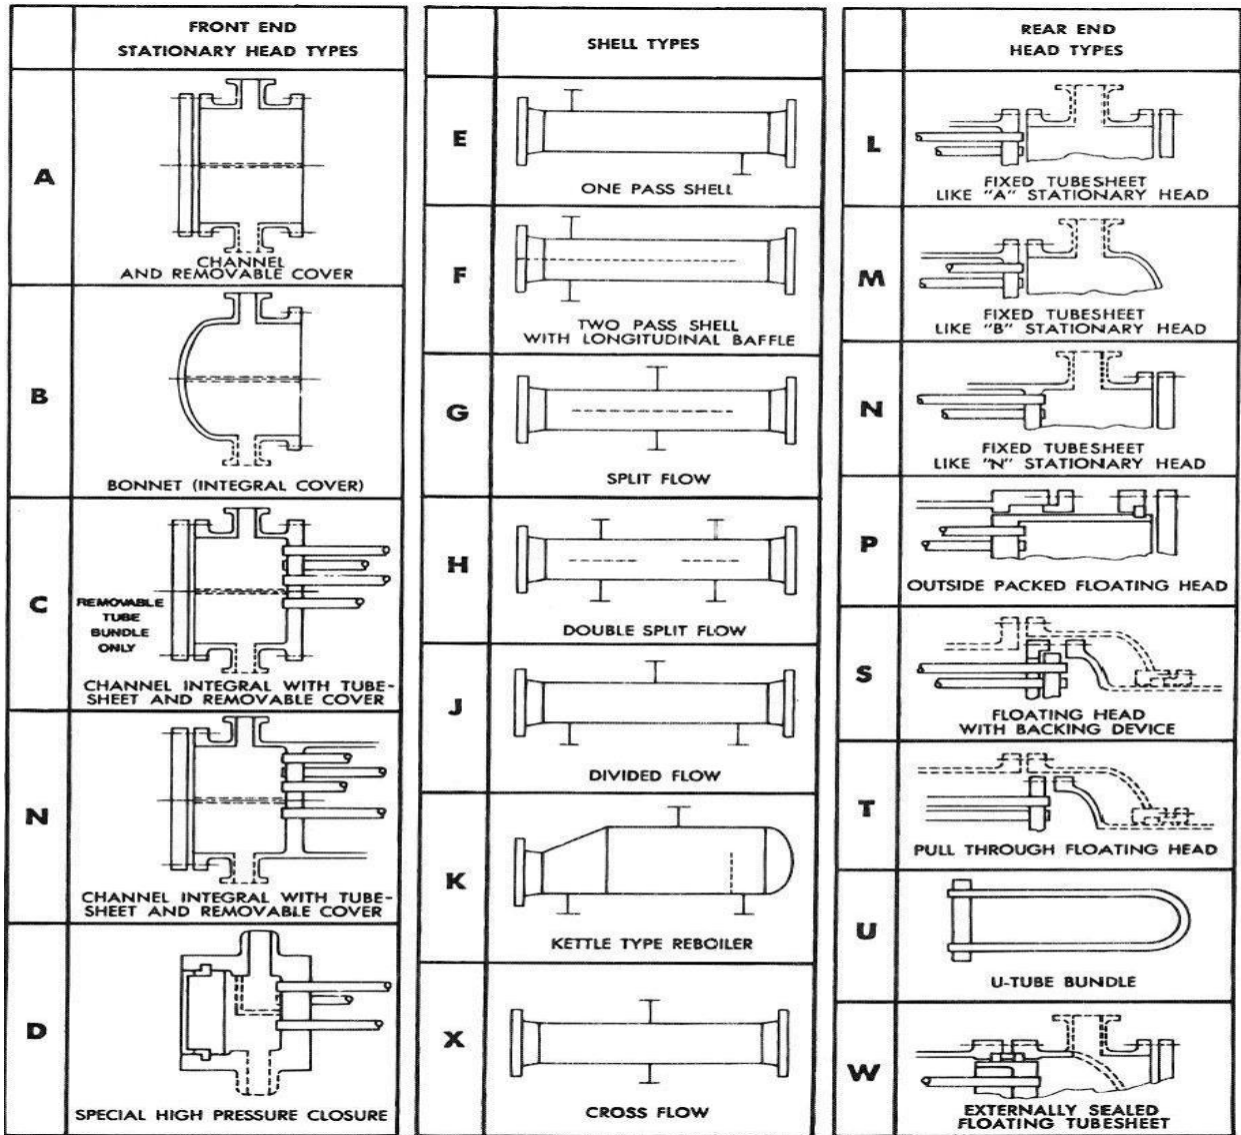 FRONT END
STATIONARY HEAD TYPES
A
CHANNEL
AND REMOVABLE COVER
B
BONNET (INTEGRAL COVER)
C
REMOVABLE
TUBE
BUNDLE
ONLY
CHANNEL INTEGRAL WITH TUBE-
SHEET AND REMOVABLE COVER
N
CHANNEL INTEGRAL WITH TUBE-
SHEET AND REMOVABLE COVER
D
SPECIAL HIGH PRESSURE CLOSURE
SHELL TYPES
E
ONE PASS SHELL
F
TWO PASS SHELL
WITH LONGITUDINAL BAFFLE
G
SPLIT FLOW
H
DOUBLE SPLIT FLOW
J
DIVIDED FLOW
K
KETTLE TYPE REBOILER
X
CROSS FLOW
REAR END
HEAD TYPES
L
FIXED TUBESHEET
LIKE "A" STATIONARY HEAD
M
FIXED TUBESHEET
LIKE "B" STATIONARY HEAD
N
FIXED TUBESHEET
LIKE "N" STATIONARY HEAD
P
OUTSIDE PACKED FLOATING HEAD
S
FLOATING HEAD
WITH BACKING DEVICE
T
PULL THROUGH FLOATING HEAD
U
U-TUBE BUNDLE
W
EXTERNALLY SEALED
FLOATING TUBESHEET